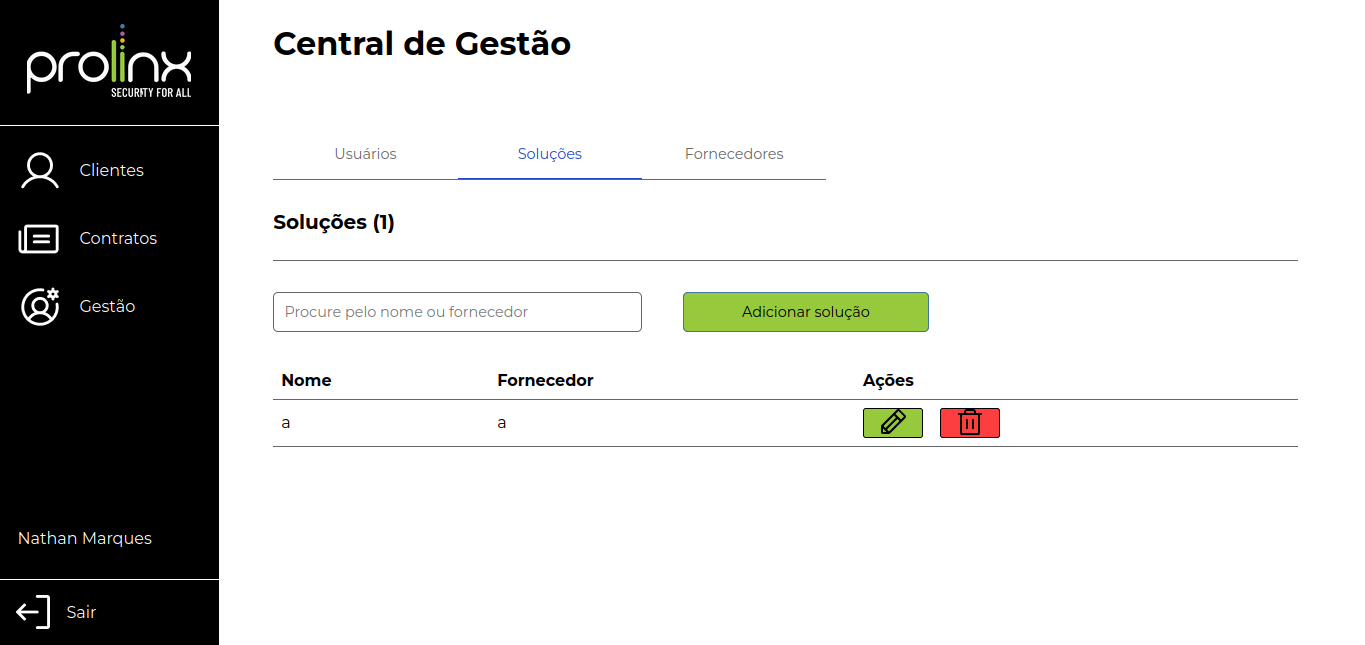 prolinx
SECURITY FOR ALL
Clientes
Contratos
Gestão
Nathan Marques
Sair
Central de Gestão
Usuários
Soluções
Fornecedores
Soluções (1)
Procure pelo nome ou fornecedor
Adicionar solução
Nome Fornecedor Ações
a a